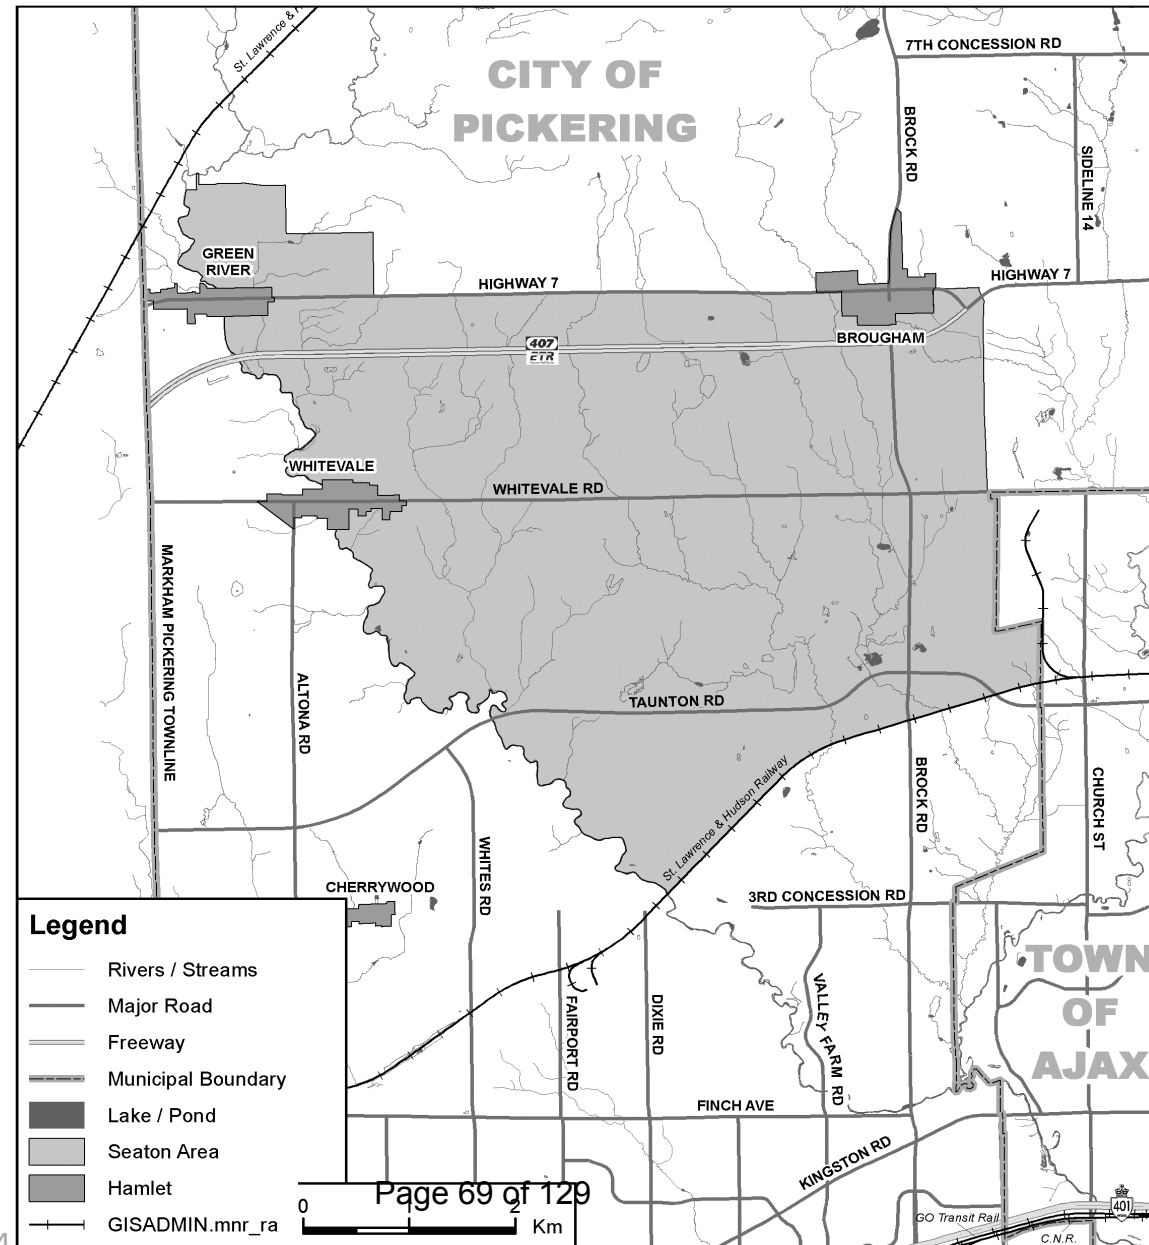 St. Lawrence & H
7TH CONCESSION RD
CITY OF
PICKERING
BROCK RD
SIDELINE 14
GREEN
RIVER
HIGHWAY 7
HIGHWAY 7
407
ETR
BROUGHAM
WHITEVALE
WHITEVALE RD
MARKHAM PICKERING TOWNLINE
ALTONA RD
TAUNTON RD
St. Lawrence & Hudson Railway
BROCK RD
CHURCH ST
WHITES RD
CHERRYWOOD
3RD CONCESSION RD
TOWN
OF
AJAX
VALLEY FARM RD
FAIRPORT RD
DIXIE RD
FINCH AVE
KINGSTON RD
401
GO Transit Rail
C.N.R.
Legend
Rivers / Streams
Major Road
Freeway
Municipal Boundary
Lake / Pond
Seaton Area
Hamlet
GISADMIN.mnr_ra
Page 69 of 129
0 1 2
Km
4